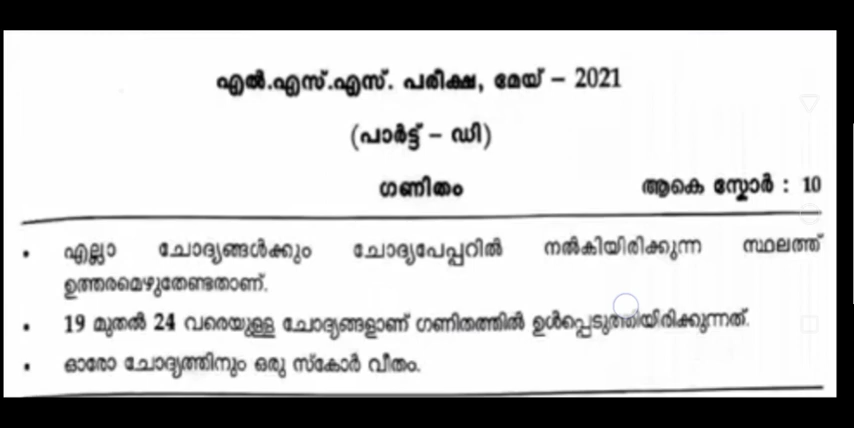 എൽ.എസ്.എസ്. പരീക്ഷ, മേയ് – 2021
(പാർട്ട് – ഡി)
ഗണിതം ആകെ സ്കോർ : 10
• എല്ലാ ചോദ്യങ്ങൾക്കും ചോദ്യപേപ്പറിൽ നൽകിയിരിക്കുന്ന സ്ഥലത്ത്
ഉത്തരമെഴുതേണ്ടതാണ്.
• 19 മുതൽ 24 വരെയുള്ള ചോദ്യങ്ങളാണ് ഗണിതത്തിൽ ഉൾപ്പെടുത്തിയിരിക്കുന്നത്.
• ഓരോ ചോദ്യത്തിനും ഒരു സ്കോർ വീതം.